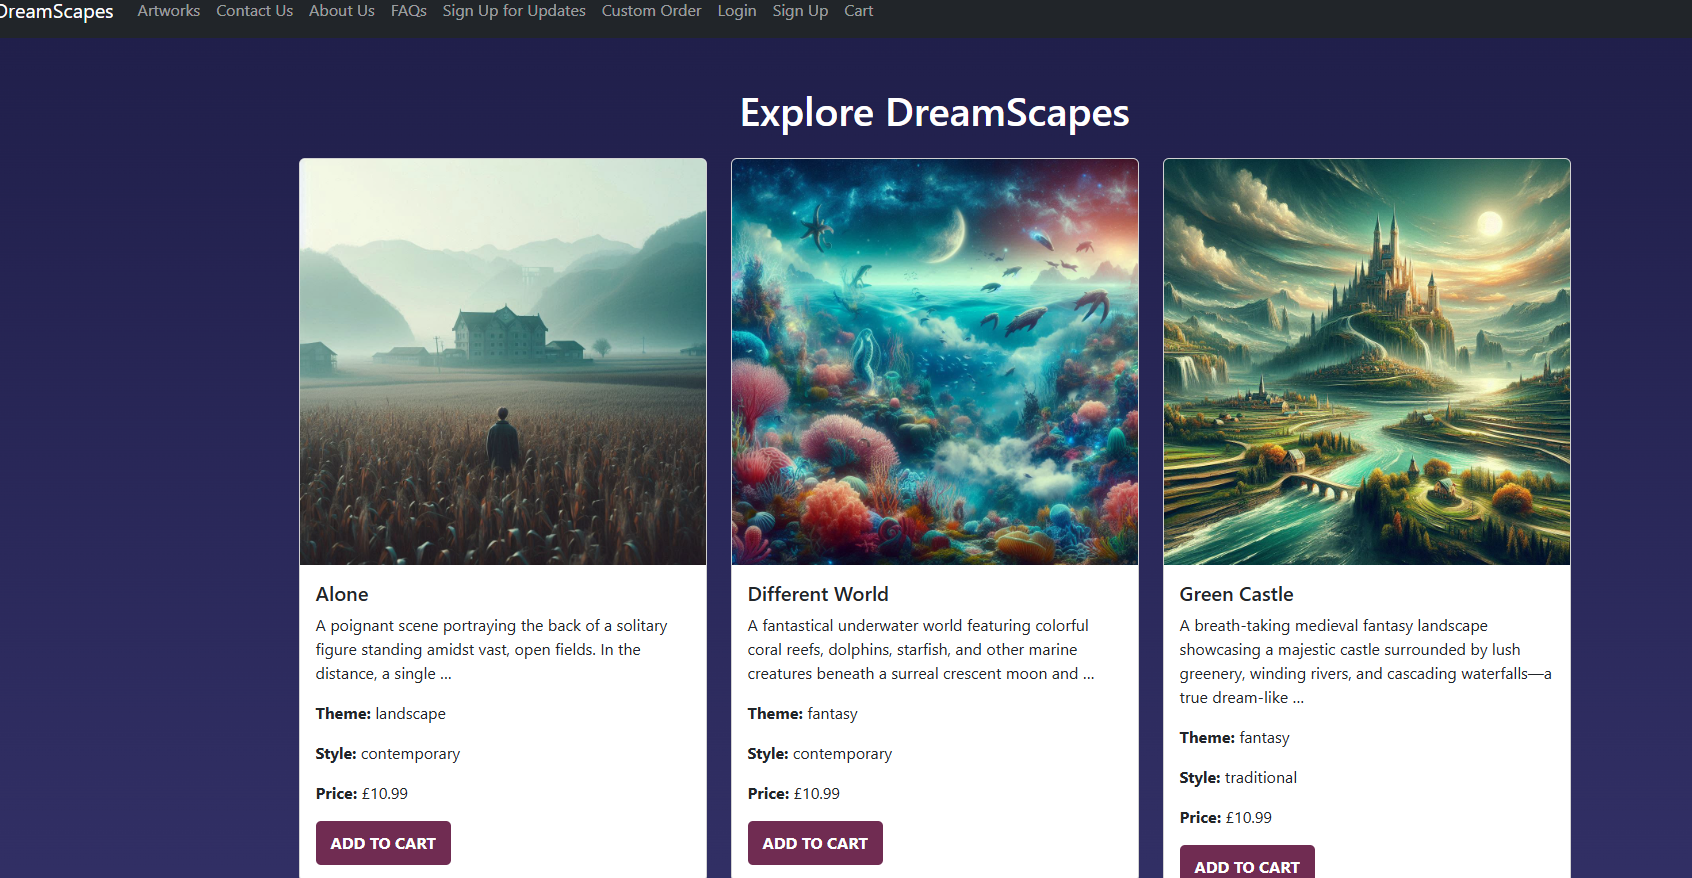 DreamScapes Artworks Contact Us About Us FAQs Sign Up for Updates Custom Order Login Sign Up Cart
Explore DreamScapes
Alone
A poignant scene portraying the back of a solitary
figure standing amidst vast, open fields. In the
distance, a single ...
Theme: landscape
Style: contemporary
Price: £10.99
ADD TO CART
Different World
A fantastical underwater world featuring colorful
coral reefs, dolphins, starfish, and other marine
creatures beneath a surreal crescent moon and ...
Theme: fantasy
Style: contemporary
Price: £10.99
ADD TO CART
Green Castle
A breath-taking medieval fantasy landscape
showcasing a majestic castle surrounded by lush
greenery, winding rivers, and cascading waterfalls—a
true dream-like ...
Theme: fantasy
Style: traditional
Price: £10.99
ADD TO CART